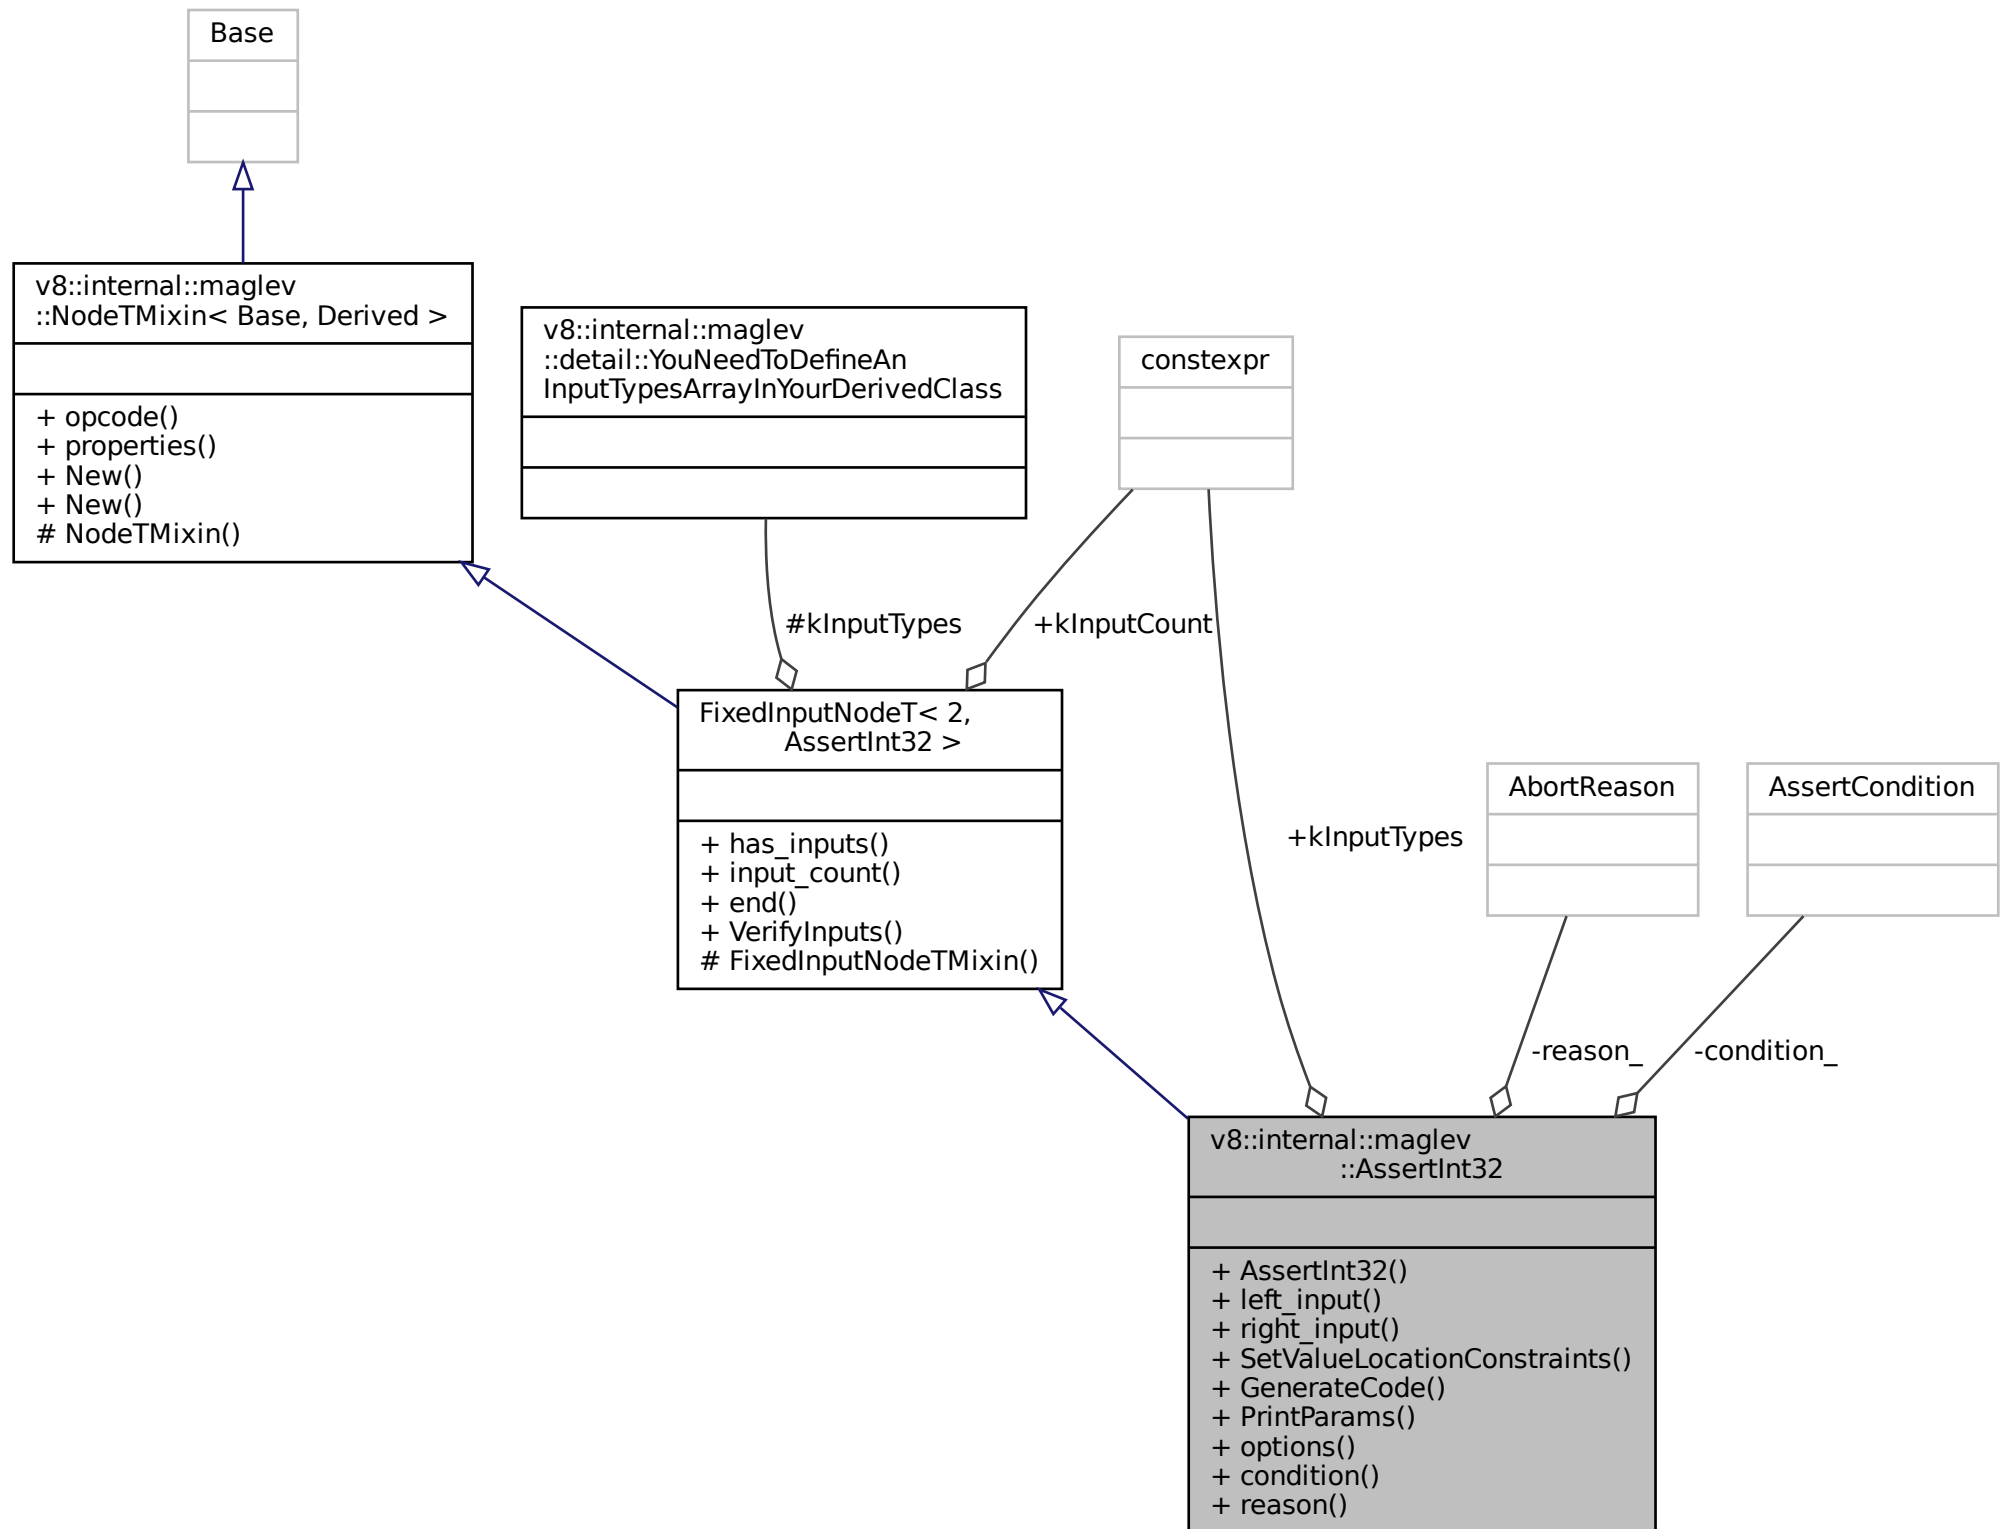 Base
v8::internal::maglev
::NodeTMixin< Base, Derived >
+ opcode()
+ properties()
+ New()
+ New()
# NodeTMixin()
v8::internal::maglev
::detail::YouNeedToDefineAn
InputTypesArrayInYourDerivedClass
constexpr
#kInputTypes
+kInputCount
FixedInputNodeT< 2,
AssertInt32 >
+ has_inputs()
+ input_count()
+ end()
+ VerifyInputs()
# FixedInputNodeTMixin()
+kInputTypes
AbortReason
AssertCondition
-reason_
-condition_
v8::internal::maglev
::AssertInt32
+ AssertInt32()
+ left_input()
+ right_input()
+ SetValueLocationConstraints()
+ GenerateCode()
+ PrintParams()
+ options()
+ condition()
+ reason()